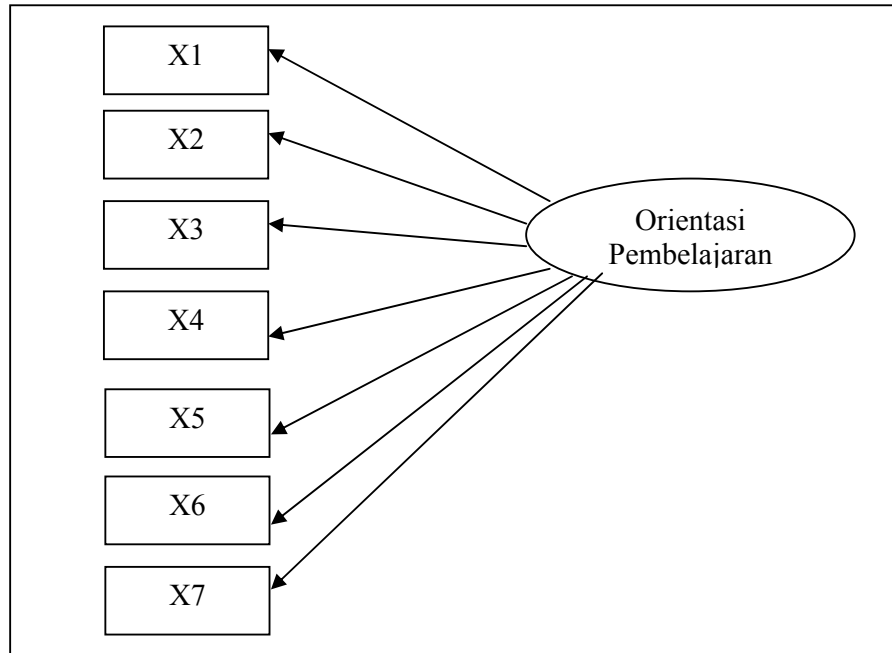 X1
X2
X3
X4
X5
X6
X7
Orientasi
Pembelajaran